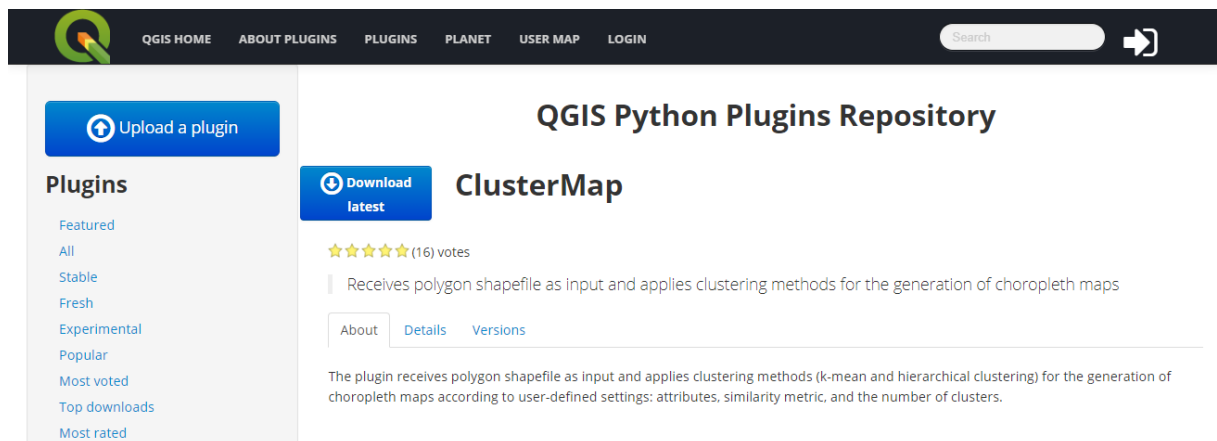 QGIS HOME ABOUT PLUGINS PLUGINS PLANET USER MAP LOGIN Search
Upload a plugin
Plugins
Featured
All
Stable
Fresh
Experimental
Popular
Most voted
Top downloads
Most rated
QGIS Python Plugins Repository
Download
latest
ClusterMap
(16) votes
Receives polygon shapefile as input and applies clustering methods for the generation of choropleth maps
About Details Versions
The plugin receives polygon shapefile as input and applies clustering methods (k-mean and hierarchical clustering) for the generation of
choropleth maps according to user-defined settings: attributes, similarity metric, and the number of clusters.